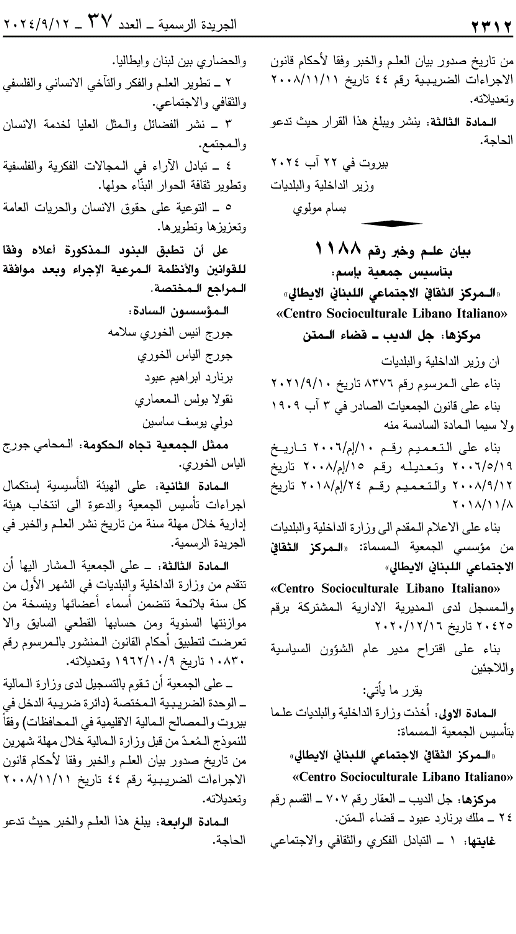 ٢٣١٢
الجريدة الرسمية ــ العدد ٣٧ ــ ٢٠٢٤/٩/١٢
من تاريخ صدور بيان العلم والخبر وفقا لأحكام قانون
الاجراءات الضريبية رقم ٤٤ تاريخ ٢٠٠٨/١١/١١
وتعديلاته.
المادة الثالثة: ينشر ويبلغ هذا القرار حيث تدعو
الحاجة.
بيروت في ٢٢ آب ٢٠٢٤
وزير الداخلية والبلديات
بسام مولوي
بيان علم وخبر رقم ١١٨٨
بتأسيس جمعية باسم:
«المركز الثقافي الاجتماعي اللبناني الايطالي»
«Centro Socioculturale Libano Italiano»
مركزها: جل الديب ــ قضاء المتن
ان وزير الداخلية والبلديات
بناء على المرسوم رقم ٨٣٧٦ تاريخ ٢٠٢١/٩/١٠
بناء على قانون الجمعيات الصادر في ٣ آب ١٩٠٩
ولا سيما المادة السادسة منه
بناء على التعميم رقم ١٠/إم/٢٠٠٦ تاريخ
٢٠٠٦/٥/١٩ وتعديله رقم ١٥/إم/٢٠٠٨ تاريخ
٢٠٠٨/٩/١٢ والتعميم رقم ٢٤/إم/٢٠١٨ تاريخ
٢٠١٨/١١/٨
بناء على الاعلام المقدم الى وزارة الداخلية والبلديات
من مؤسسي الجمعية المسماة: «المركز الثقافي
الاجتماعي اللبناني الايطالي»
«Centro Socioculturale Libano Italiano»
والمسجل لدى المديرية الادارية المشتركة برقم
٢٠٤٢٥ تاريخ ٢٠٢٠/١٢/١٦
بناء على اقتراح مدير عام الشؤون السياسية
واللاجئين
يقرر ما يأتي:
المادة الاولى: أخذت وزارة الداخلية والبلديات علما
بتأسيس الجمعية المسماة:
«المركز الثقافي الاجتماعي اللبناني الايطالي»
«Centro Socioculturale Libano Italiano»
مركزها: جل الديب ــ العقار رقم ٧٠٧ ــ القسم رقم
٢٤ ــ ملك برنارد عبود ــ قضاء المتن.
غايتها: ١ ــ التبادل الفكري والثقافي والاجتماعي
والحضاري بين لبنان وايطاليا.
٢ ــ تطوير العلم والفكر والتآخي الانساني والفلسفي
والثقافي والاجتماعي.
٣ ــ نشر الفضائل والمثل العليا لخدمة الانسان
والمجتمع.
٤ ــ تبادل الآراء في المجالات الفكرية والفلسفية
وتطوير ثقافة الحوار البنّاء حولها.
٥ ــ التوعية على حقوق الانسان والحريات العامة
وتعزيزها وتطويرها.
على أن تطبق البنود المذكورة أعلاه وفقا
للقوانين والأنظمة المرعية الإجراء وبعد موافقة
المراجع المختصة.
المؤسسون السادة:
جورج انيس الخوري سلامه
جورج الياس الخوري
برنارد ابراهيم عبود
نقولا بولس المعماري
دولي يوسف ساسين
ممثل الجمعية تجاه الحكومة: المحامي جورج
الياس الخوري.
المادة الثانية: على الهيئة التأسيسية إستكمال
اجراءات تأسيس الجمعية والدعوة الى انتخاب هيئة
إدارية خلال مهلة سنة من تاريخ نشر العلم والخبر في
الجريدة الرسمية.
المادة الثالثة: ــ على الجمعية المشار اليها أن
تتقدم من وزارة الداخلية والبلديات في الشهر الأول من
كل سنة بلائحة تتضمن أسماء أعضائها وبنسخة من
موازنتها السنوية ومن حسابها القطعي السابق والا
تعرضت لتطبيق أحكام القانون المنشور بالمرسوم رقم
١٠٨٣٠ تاريخ ١٩٦٢/١٠/٩ وتعديلاته.
ــ على الجمعية أن تقوم بالتسجيل لدى وزارة المالية
ــ الوحدة الضريبية المختصة (دائرة ضريبة الدخل في
بيروت والمصالح المالية الاقليمية في المحافظات) وفقاً
للنموذج المُعدّ من قبل وزارة المالية خلال مهلة شهرين
من تاريخ صدور بيان العلم والخبر وفقا لأحكام قانون
الاجراءات الضريبية رقم ٤٤ تاريخ ٢٠٠٨/١١/١١
وتعديلاته.
المادة الرابعة: يبلغ هذا العلم والخبر حيث تدعو
الحاجة.